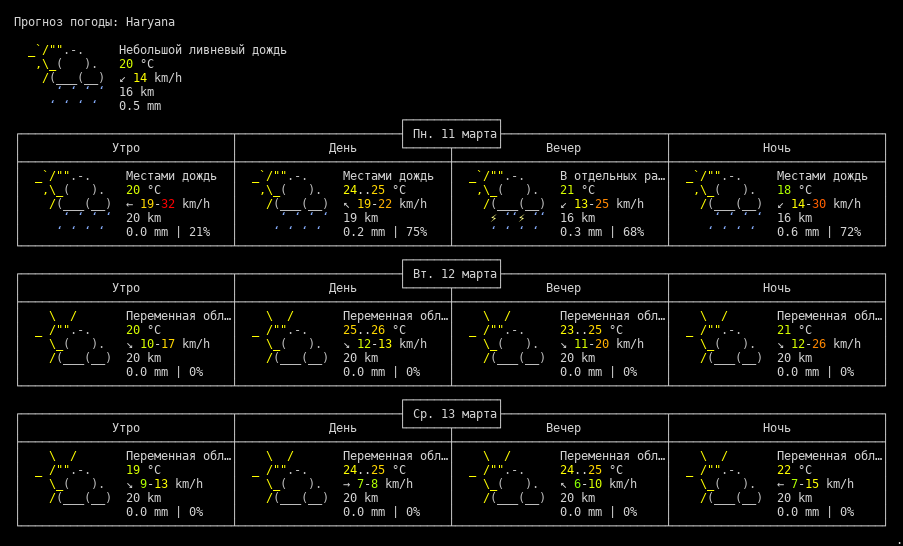 Прогноз погоды: Haryana
Небольшой ливневый дождь
20 °C
↙ 14 km/h
16 km
0.5 mm
Пн. 11 марта
Утро День Вечер Ночь
Местами дождь Местами дождь В отдельных ра… Местами дождь
20 °C 24..25 °C 21 °C 18 °C
← 19-32 km/h ↖ 19-22 km/h ↙ 13-25 km/h ↙ 14-30 km/h
20 km 19 km 16 km 16 km
0.0 mm | 21% 0.2 mm | 75% 0.3 mm | 68% 0.6 mm | 72%
Вт. 12 марта
Утро День Вечер Ночь
Переменная обл… Переменная обл… Переменная обл… Переменная обл…
20 °C 25..26 °C 23..25 °C 21 °C
↘ 10-17 km/h ↘ 12-13 km/h ↘ 11-20 km/h ↘ 12-26 km/h
20 km 20 km 20 km 20 km
0.0 mm | 0% 0.0 mm | 0% 0.0 mm | 0% 0.0 mm | 0%
Ср. 13 марта
Утро День Вечер Ночь
Переменная обл… Переменная обл… Переменная обл… Переменная обл…
19 °C 24..25 °C 24..25 °C 22 °C
↘ 9-13 km/h → 7-8 km/h ↖ 6-10 km/h ← 7-15 km/h
20 km 20 km 20 km 20 km
0.0 mm | 0% 0.0 mm | 0% 0.0 mm | 0% 0.0 mm | 0%